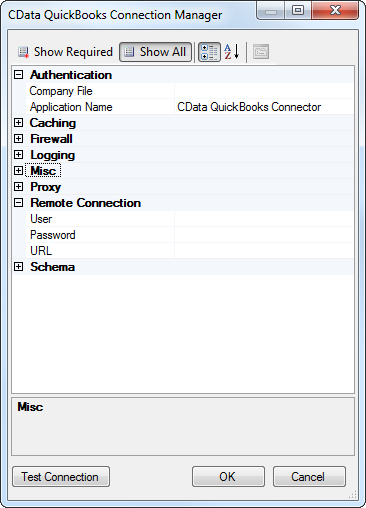 CData QuickBooks Connection Manager
Show Required Show All A Z
Authentication
Company File
Application Name CData QuickBooks Connector
Caching
Firewall
Logging
Misc
Proxy
Remote Connection
User
Password
URL
Schema
Misc
Test Connection OK Cancel